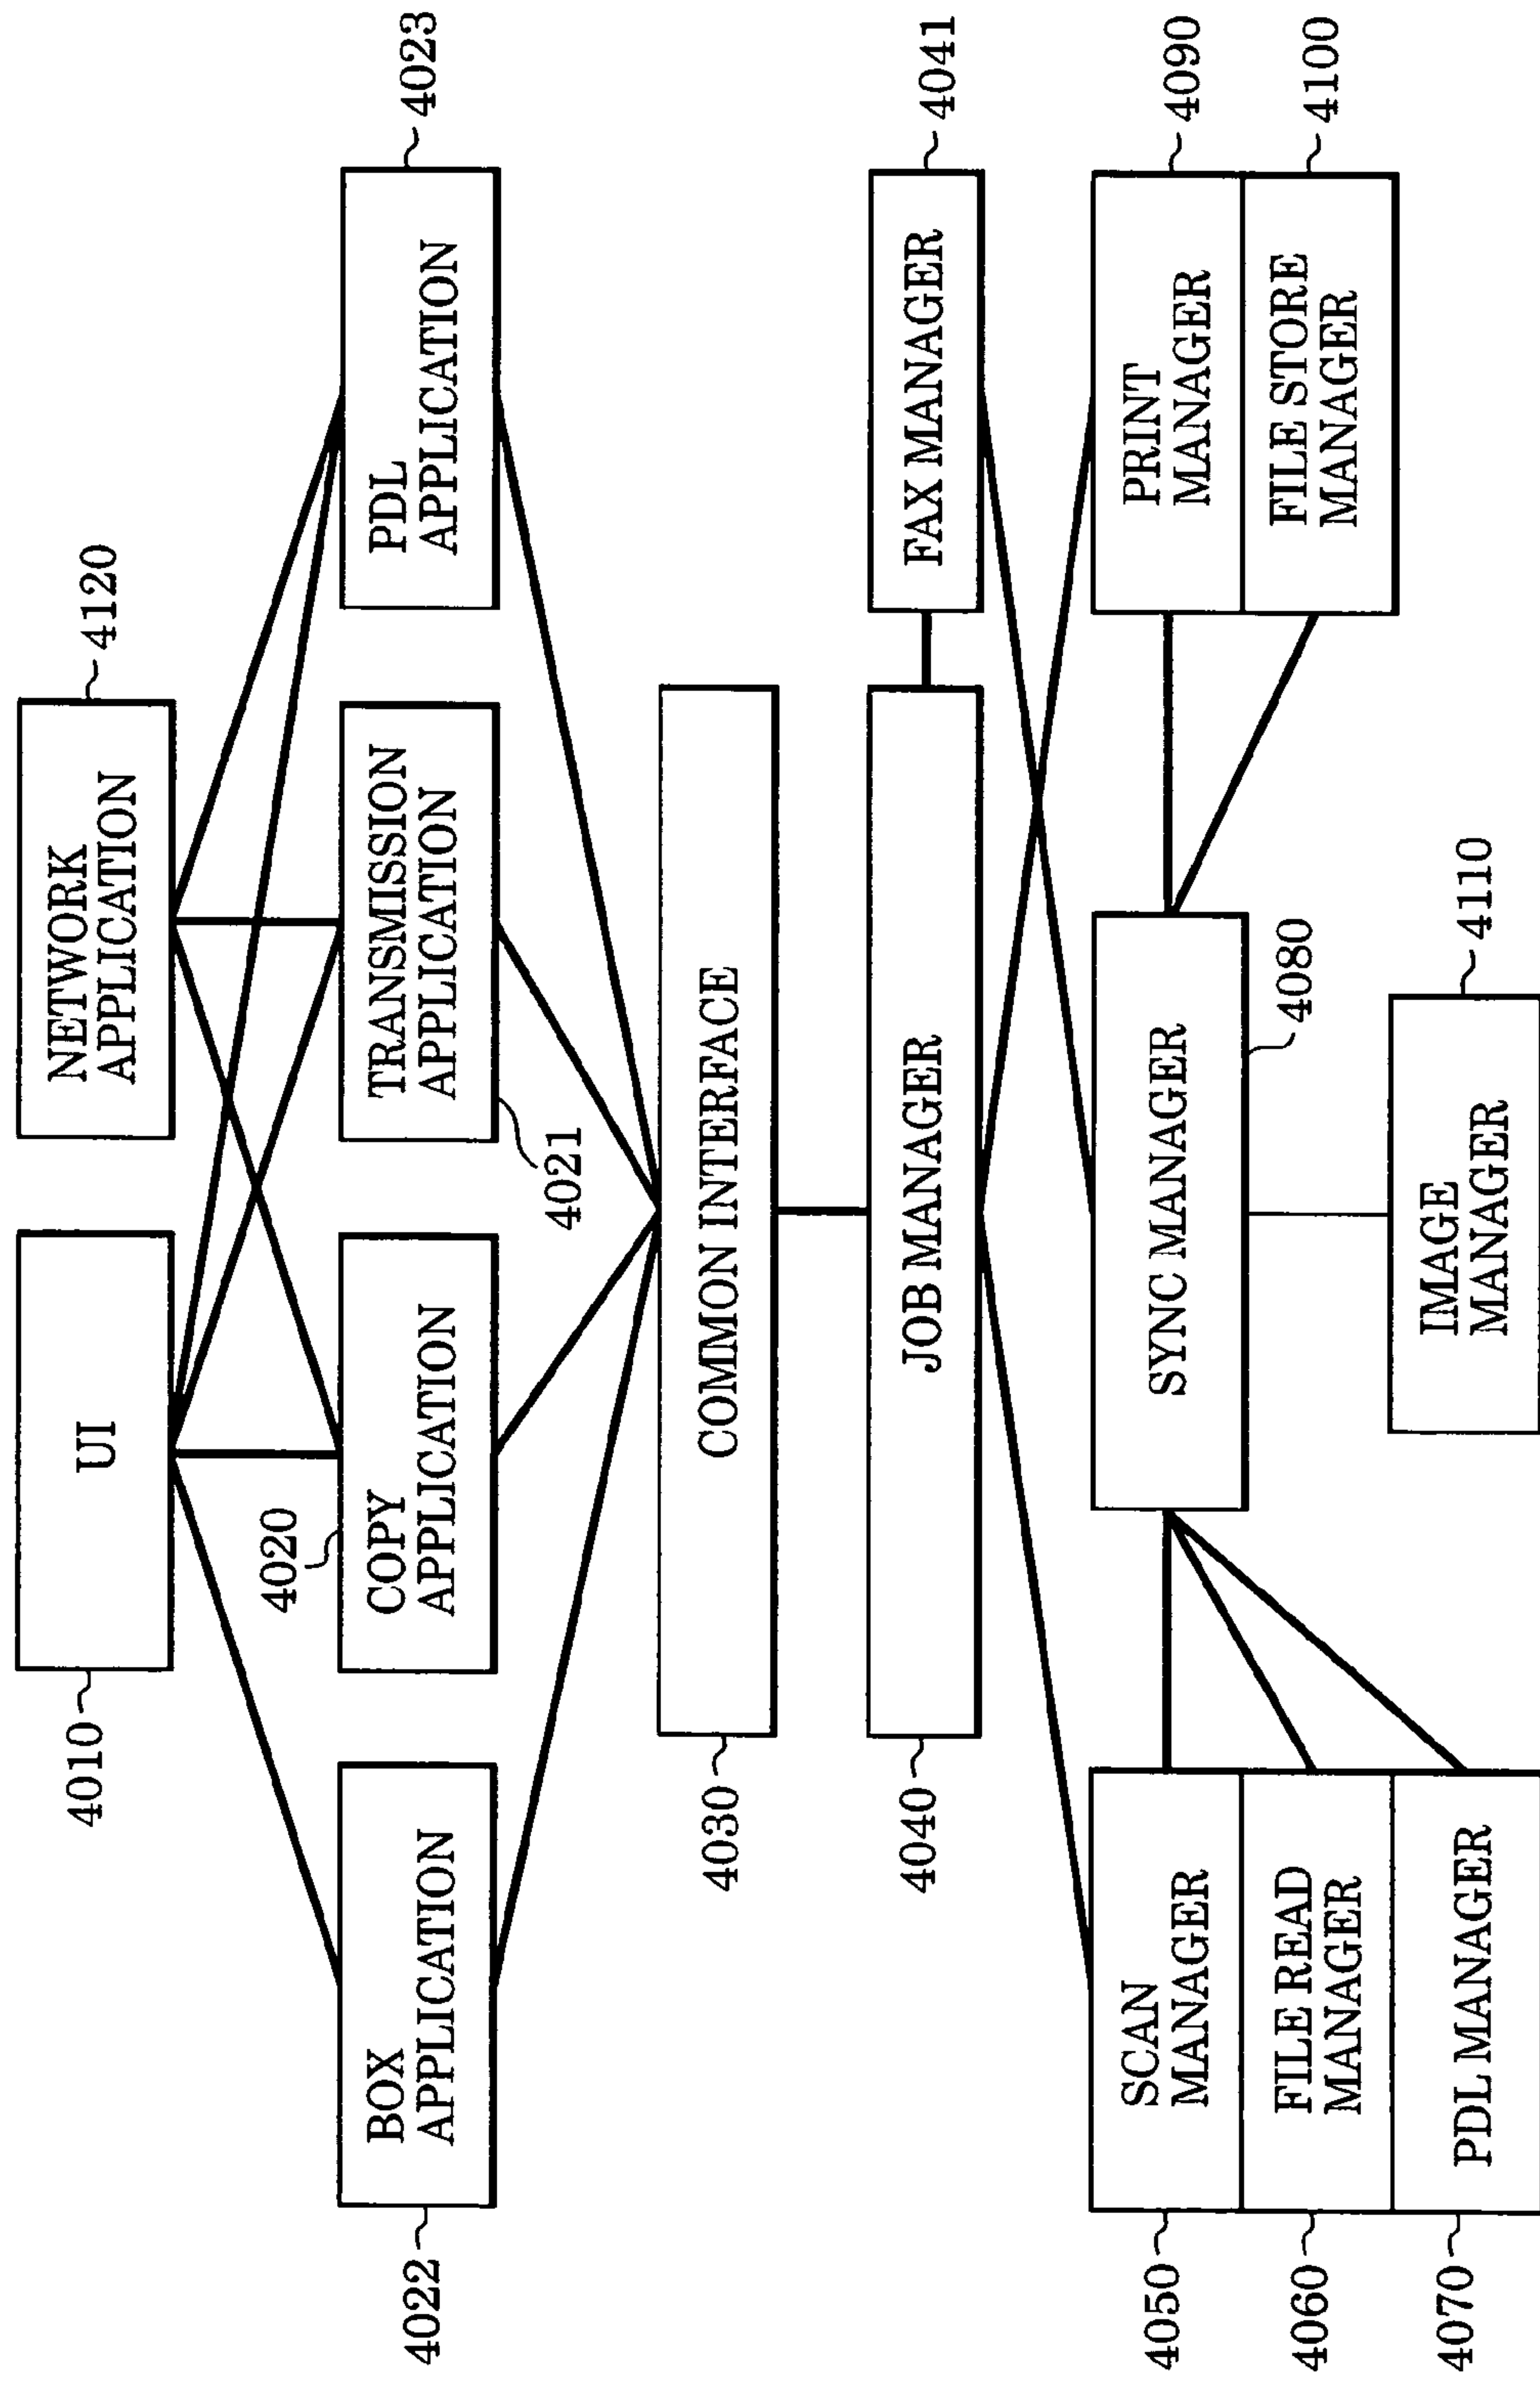 4010
UI
NETWORK
APPLICATION
4120
4022
BOX
APPLICATION
4020
COPY
APPLICATION
4021
TRANSMISSION
APPLICATION
PDL
APPLICATION
4023
4030
COMMON INTERFACE
4040
JOB MANAGER
FAX MANAGER
4041
4050
SCAN
MANAGER
4060
FILE READ
MANAGER
4070
PDL MANAGER
SYNC MANAGER
4080
PRINT
MANAGER
4090
FILE STORE
MANAGER
4100
IMAGE
MANAGER
4110